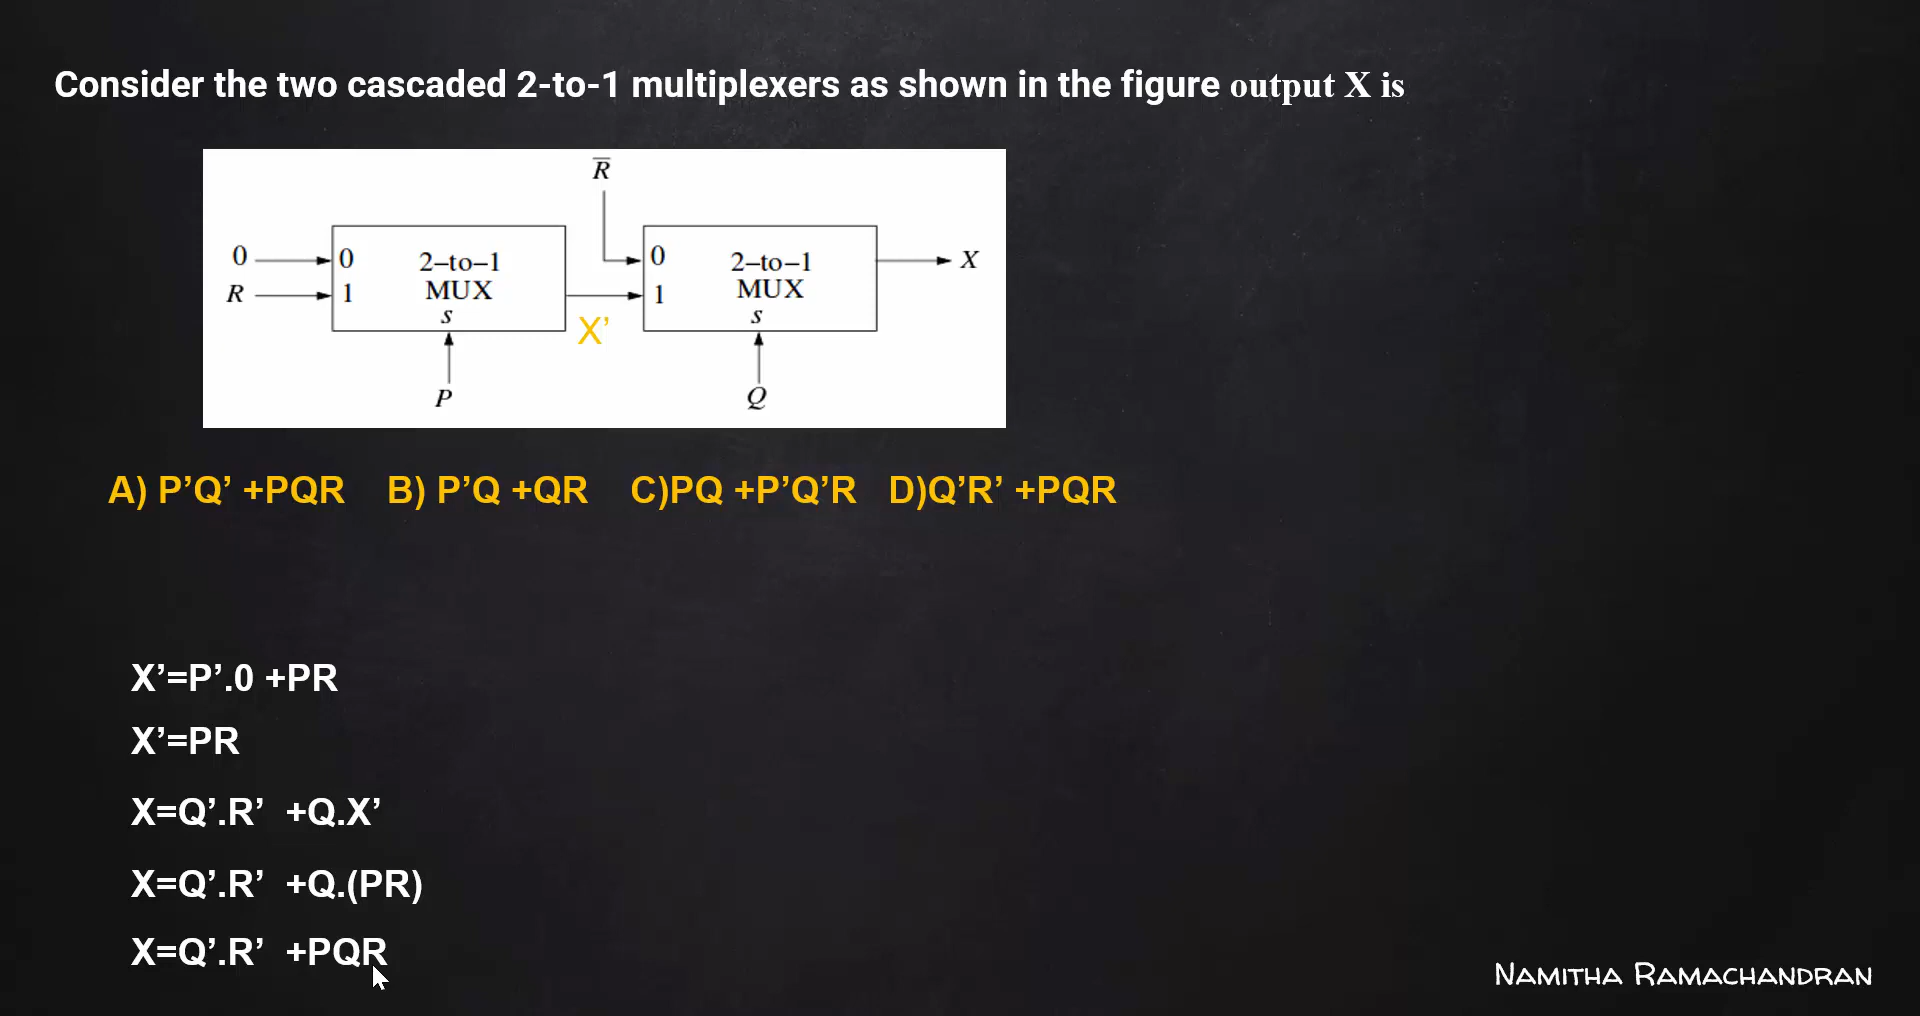 Consider the two cascaded 2-to-1 multiplexers as shown in the figure output X is
R̅
0 0 2–to–1 0 2–to–1 X
R 1 MUX 1 MUX
s s
X’
P Q
A) P’Q’ +PQR B) P’Q +QR C)PQ +P’Q’R D)Q’R’ +PQR
X’=P’.0 +PR
X’=PR
X=Q’.R’ +Q.X’
X=Q’.R’ +Q.(PR)
X=Q’.R’ +PQR
Namitha Ramachandran